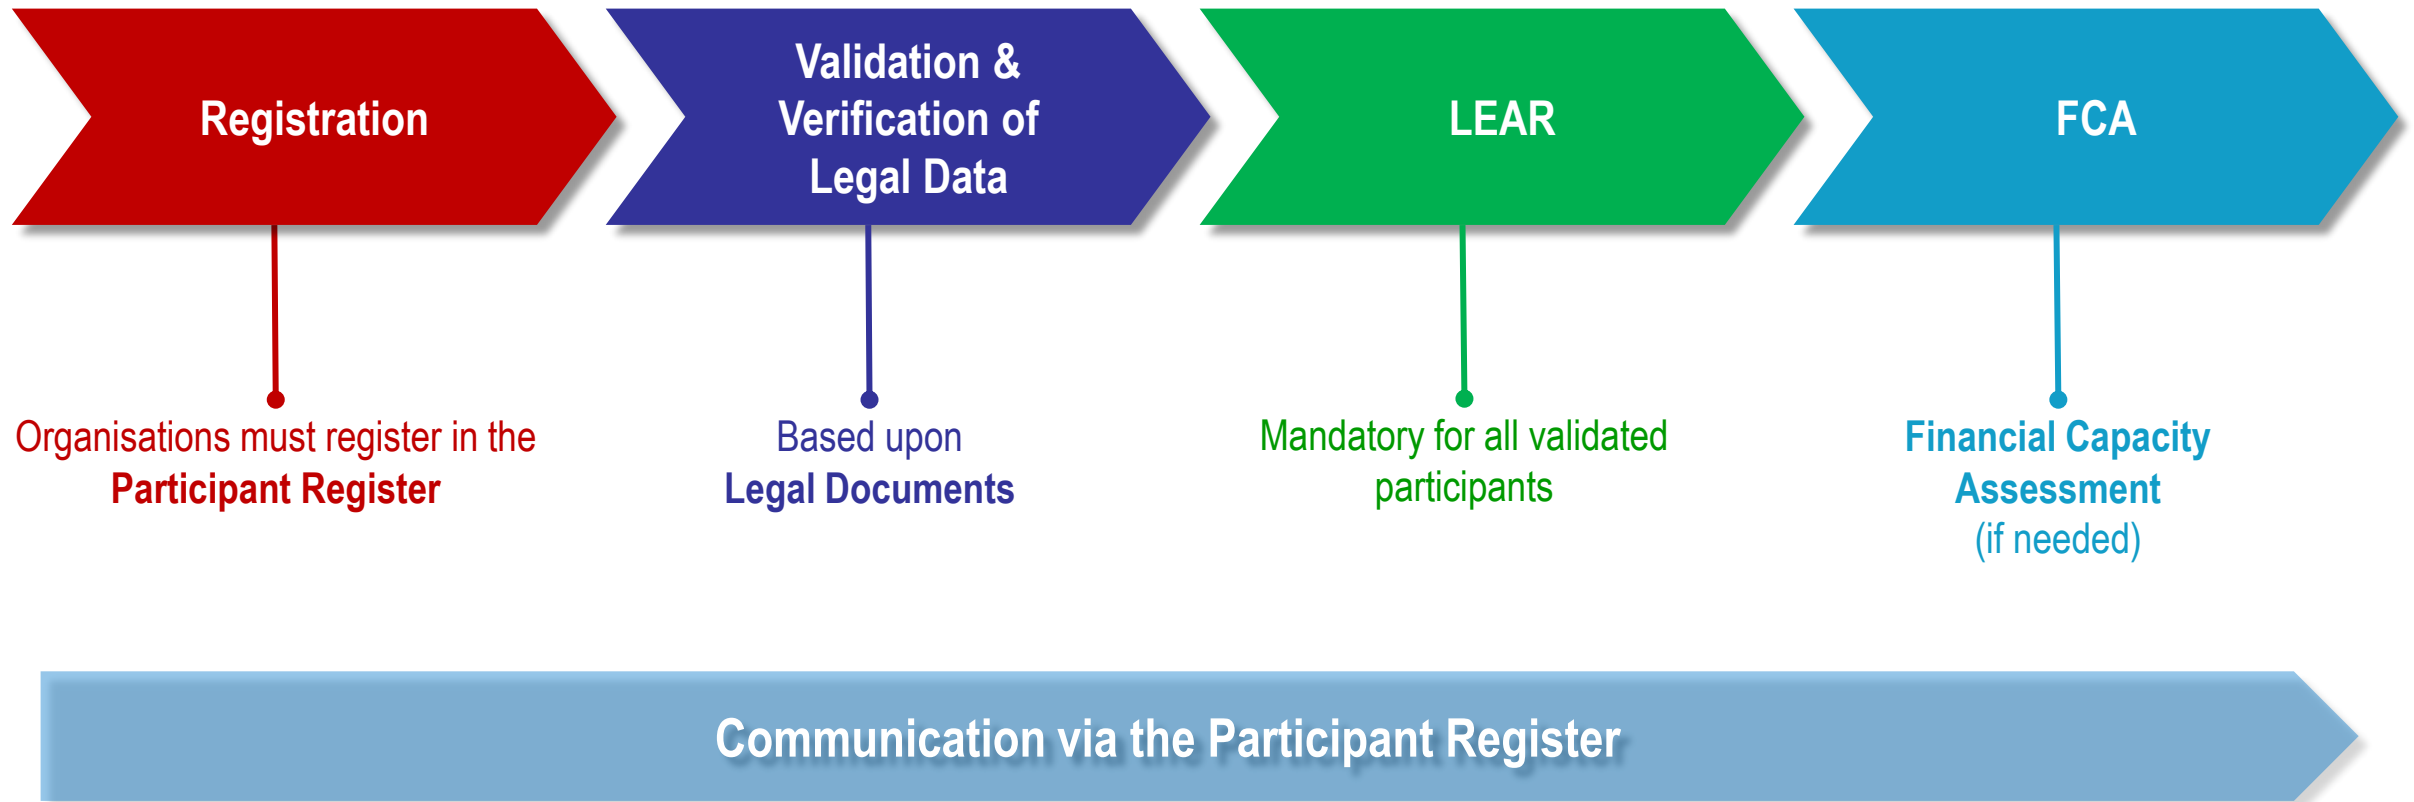 Registration
Validation &
Verification of
Legal Data
LEAR
FCA
Organisations must register in the
Participant Register
Based upon
Legal Documents
Mandatory for all validated
participants
Financial Capacity
Assessment
(if needed)
Communication via the Participant Register